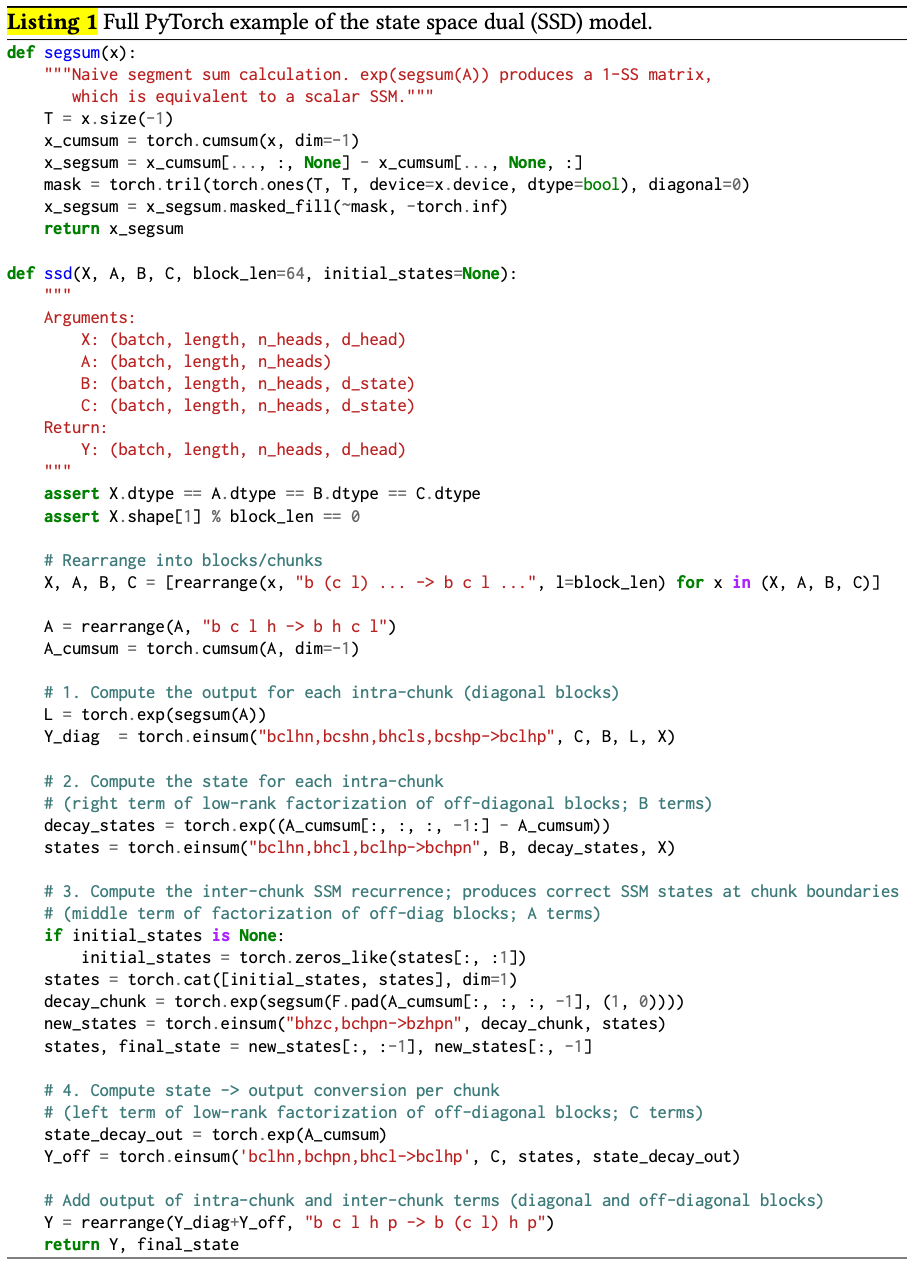 Listing 1 Full PyTorch example of the state space dual (SSD) model.
def segsum(x):
    """Naive segment sum calculation. exp(segsum(A)) produces a 1-SS matrix,
       which is equivalent to a scalar SSM."""
    T = x.size(-1)
    x_cumsum = torch.cumsum(x, dim=-1)
    x_segsum = x_cumsum[..., :, None] - x_cumsum[..., None, :]
    mask = torch.tril(torch.ones(T, T, device=x.device, dtype=bool), diagonal=0)
    x_segsum = x_segsum.masked_fill(~mask, -torch.inf)
    return x_segsum

def ssd(X, A, B, C, block_len=64, initial_states=None):
    """
    Arguments:
        X: (batch, length, n_heads, d_head)
        A: (batch, length, n_heads)
        B: (batch, length, n_heads, d_state)
        C: (batch, length, n_heads, d_state)
    Return:
        Y: (batch, length, n_heads, d_head)
    """
    assert X.dtype == A.dtype == B.dtype == C.dtype
    assert X.shape[1] % block_len == 0

    # Rearrange into blocks/chunks
    X, A, B, C = [rearrange(x, "b (c l) ... -> b c l ...", l=block_len) for x in (X, A, B, C)]

    A = rearrange(A, "b c l h -> b h c l")
    A_cumsum = torch.cumsum(A, dim=-1)

    # 1. Compute the output for each intra-chunk (diagonal blocks)
    L = torch.exp(segsum(A))
    Y_diag  = torch.einsum("bclhn,bcshn,bhcls,bcshp->bclhp", C, B, L, X)

    # 2. Compute the state for each intra-chunk
    # (right term of low-rank factorization of off-diagonal blocks; B terms)
    decay_states = torch.exp((A_cumsum[:, :, :, -1:] - A_cumsum))
    states = torch.einsum("bclhn,bhcl,bclhp->bchpn", B, decay_states, X)

    # 3. Compute the inter-chunk SSM recurrence; produces correct SSM states at chunk boundaries
    # (middle term of factorization of off-diag blocks; A terms)
    if initial_states is None:
        initial_states = torch.zeros_like(states[:, :1])
    states = torch.cat([initial_states, states], dim=1)
    decay_chunk = torch.exp(segsum(F.pad(A_cumsum[:, :, :, -1], (1, 0))))
    new_states = torch.einsum("bhzc,bchpn->bzhpn", decay_chunk, states)
    states, final_state = new_states[:, :-1], new_states[:, -1]

    # 4. Compute state -> output conversion per chunk
    # (left term of low-rank factorization of off-diagonal blocks; C terms)
    state_decay_out = torch.exp(A_cumsum)
    Y_off = torch.einsum('bclhn,bchpn,bhcl->bclhp', C, states, state_decay_out)

    # Add output of intra-chunk and inter-chunk terms (diagonal and off-diagonal blocks)
    Y = rearrange(Y_diag+Y_off, "b c l h p -> b (c l) h p")
    return Y, final_state